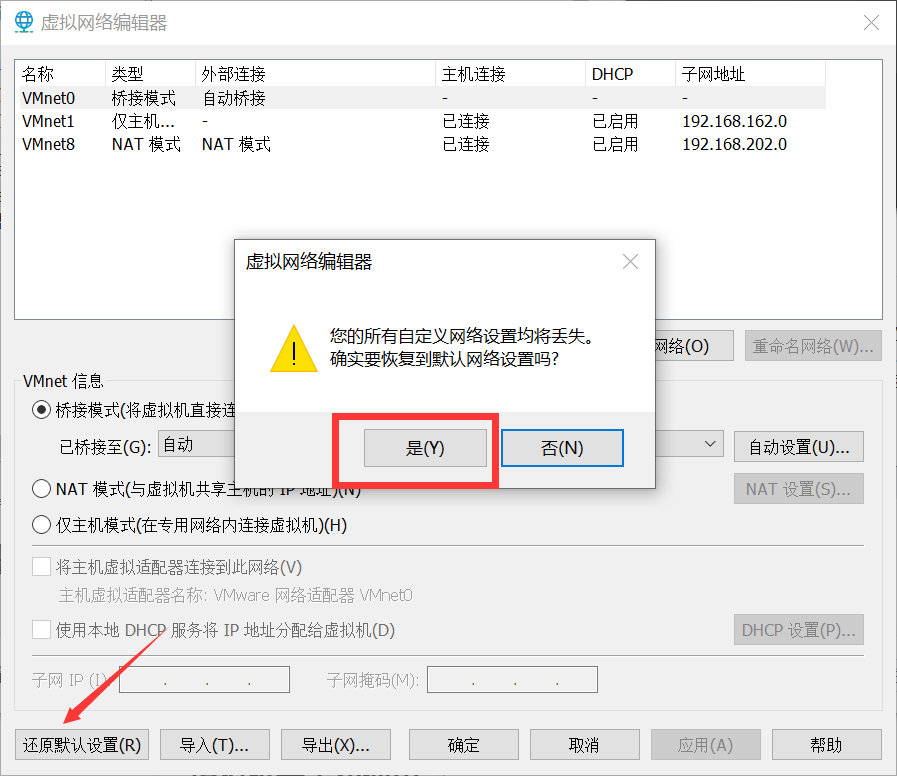 虚拟网络编辑器
名称 类型 外部连接 主机连接 DHCP 子网地址
VMnet0 桥接模式 自动桥接 - - -
VMnet1 仅主机... - 已连接 已启用 192.168.162.0
VMnet8 NAT 模式 NAT 模式 已连接 已启用 192.168.202.0
虚拟网络编辑器
您的所有自定义网络设置均将丢失。
确实要恢复到默认网络设置吗?
是(Y) 否(N)
网络(O) 重命名网络(W)...
VMnet 信息
桥接模式(将虚拟机直接连
已桥接至(G): 自动 自动设置(U)...
NAT 模式(与虚拟机共享主机的 IP 地址)(N) NAT 设置(S)...
仅主机模式(在专用网络内连接虚拟机)(H)
将主机虚拟适配器连接到此网络(V)
主机虚拟适配器名称: VMware 网络适配器 VMnet0
使用本地 DHCP 服务将 IP 地址分配给虚拟机(D) DHCP 设置(P)...
子网 IP (I) . . . 子网掩码(M): . . .
还原默认设置(R) 导入(T)... 导出(X)... 确定 取消 应用(A) 帮助